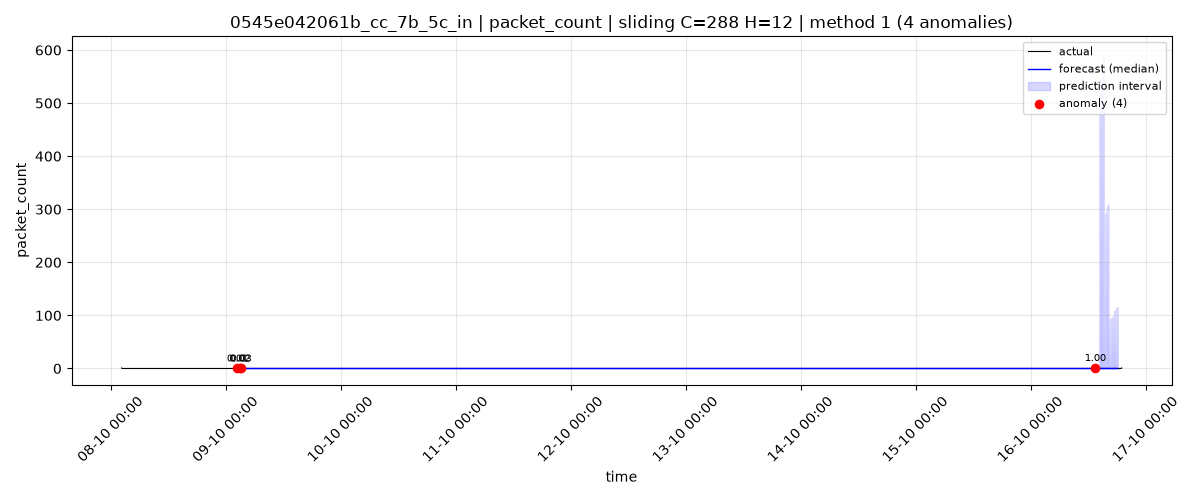 0545e042061b_cc_7b_5c_in | packet_count | sliding C=288 H=12 | method 1 (4 anomalies)
600
500
400
300
200
100
0
packet_count
actual
forecast (median)
prediction interval
anomaly (4)
1.00
08-10 00:00
09-10 00:00
10-10 00:00
11-10 00:00
12-10 00:00
13-10 00:00
14-10 00:00
15-10 00:00
16-10 00:00
17-10 00:00
time